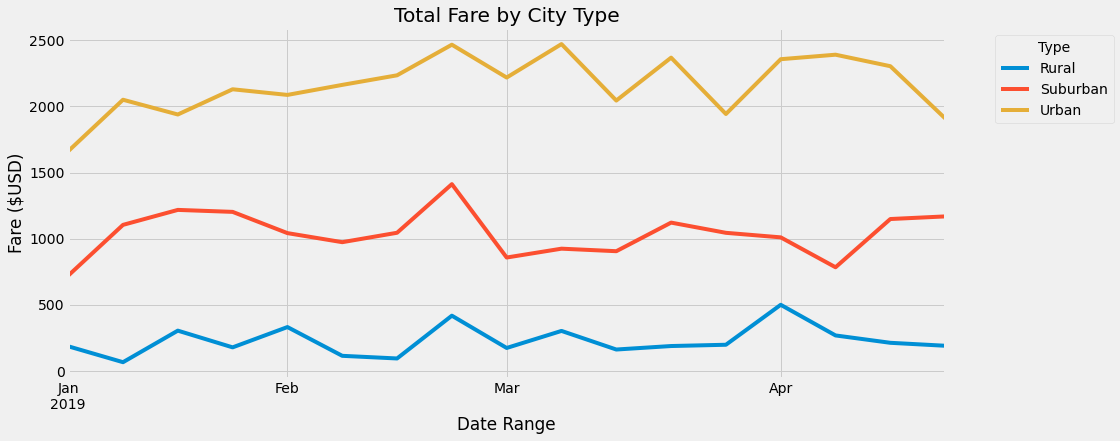 Total Fare by City Type
Type
Rural
Suburban
Urban
Fare ($USD)
2500
2000
1500
1000
500
0
Jan
2019
Feb
Mar
Apr
Date Range